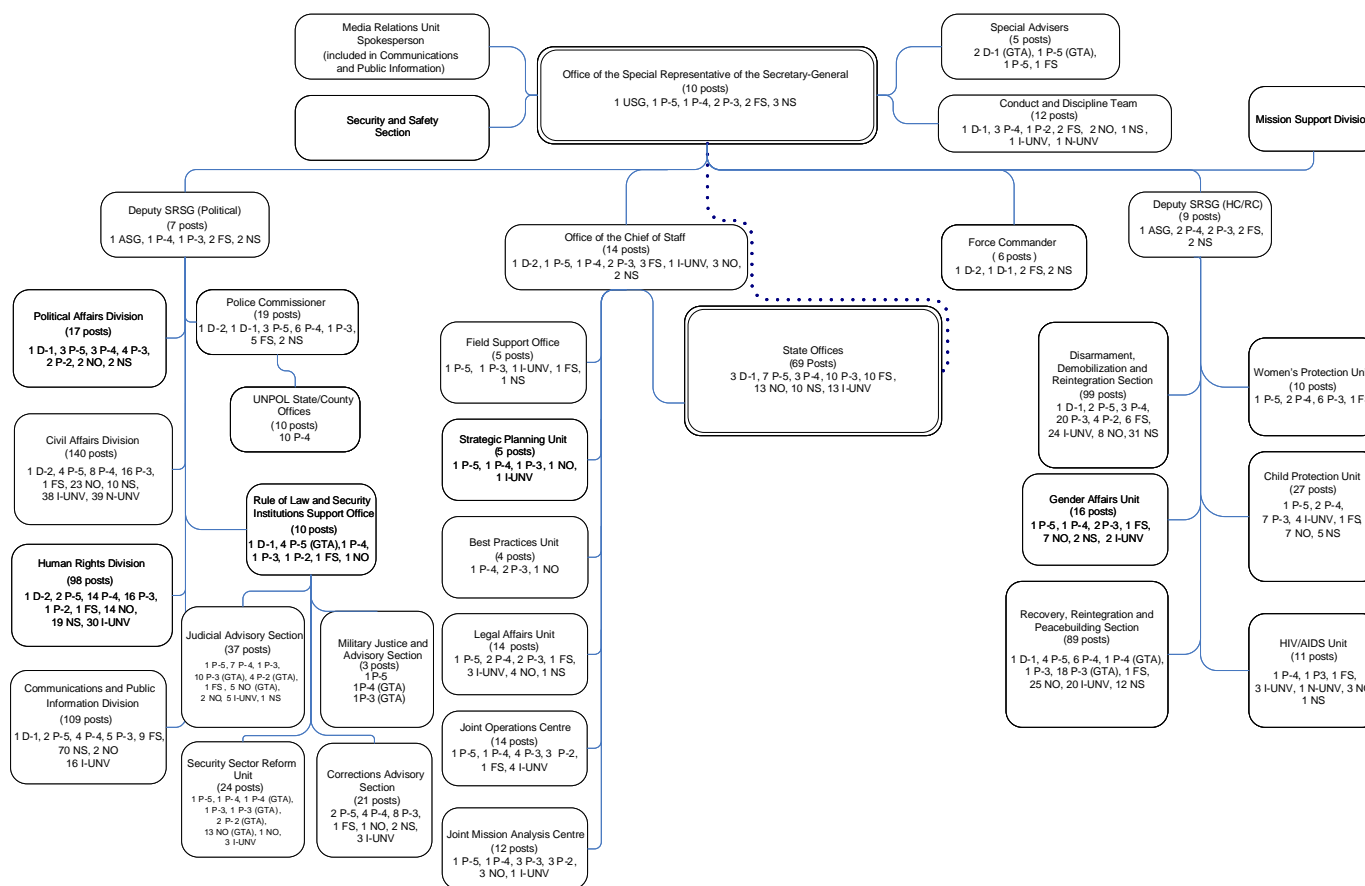 Media Relations Unit
Spokesperson
(included in Communications
and Public Information)
Security and Safety
Section
Office of the Special Representative of the Secretary-General
(10 posts)
1 USG, 1 P-5, 1 P-4, 2 P-3, 2 FS, 3 NS
Special Advisers
(5 posts)
2 D-1 (GTA), 1 P-5 (GTA),
1 P-5, 1 FS
Conduct and Discipline Team
(12 posts)
1 D-1, 3 P-4, 1 P-2, 2 FS, 2 NO, 1 NS,
1 I-UNV, 1 N-UNV
Mission Support Divisio
Deputy SRSG (Political)
(7 posts)
1 ASG, 1 P-4, 1 P-3, 2 FS, 2 NS
Office of the Chief of Staff
(14 posts)
1 D-2, 1 P-5, 1 P-4, 2 P-3, 3 FS, 1 I-UNV, 3 NO,
2 NS
Force Commander
(6 posts)
1 D-2, 1 D-1, 2 FS, 2 NS
Deputy SRSG (HC/RC)
(9 posts)
1 ASG, 2 P-4, 2 P-3, 2 FS,
2 NS
Political Affairs Division
(17 posts)
1 D-1, 3 P-5, 3 P-4, 4 P-3,
2 P-2, 2 NO, 2 NS
Police Commissioner
(19 posts)
1 D-2, 1 D-1, 3 P-5, 6 P-4, 1 P-3,
5 FS, 2 NS
UNPOL State/County
Offices
(10 posts)
10 P-4
Civil Affairs Division
(140 posts)
1 D-2, 4 P-5, 8 P-4, 16 P-3,
1 FS, 23 NO, 10 NS,
38 I-UNV, 39 N-UNV
Rule of Law and Security
Institutions Support Office
(10 posts)
1 D-1, 4 P-5 (GTA), 1 P-4,
1 P-3, 1 P-2, 1 FS, 1 NO
Human Rights Division
(98 posts)
1 D-2, 2 P-5, 14 P-4, 16 P-3,
1 P-2, 1 FS, 14 NO,
19 NS, 30 I-UNV
Judicial Advisory Section
(37 posts)
1 P-5, 7 P-4, 1 P-3,
10 P-3 (GTA), 4 P-2 (GTA),
1 FS, 5 NO (GTA),
2 NO, 5 I-UNV, 1 NS
Military Justice and
Advisory Section
(3 posts)
1 P-5
1 P-4 (GTA)
1 P-3 (GTA)
Communications and Public
Information Division
(109 posts)
1 D-1, 2 P-5, 4 P-4, 5 P-3, 9 FS,
70 NS, 2 NO
16 I-UNV
Security Sector Reform
Unit
(24 posts)
1 P-5, 1 P-4, 1 P-4 (GTA),
1 P-3, 1 P-3 (GTA),
2 P-2 (GTA),
13 NO (GTA), 1 NO,
3 I-UNV
Corrections Advisory
Section
(21 posts)
2 P-5, 4 P-4, 8 P-3,
1 FS, 1 NO, 2 NS,
3 I-UNV
Field Support Office
(5 posts)
1 P-5, 1 P-3, 1 I-UNV, 1 FS,
1 NS
Strategic Planning Unit
(5 posts)
1 P-5, 1 P-4, 1 P-3, 1 NO,
1 I-UNV
Best Practices Unit
(4 posts)
1 P-4, 2 P-3, 1 NO
Legal Affairs Unit
(14 posts)
1 P-5, 2 P-4, 2 P-3, 1 FS,
3 I-UNV, 4 NO, 1 NS
Joint Operations Centre
(14 posts)
1 P-5, 1 P-4, 4 P-3, 3 P-2,
1 FS, 4 I-UNV
Joint Mission Analysis Centre
(12 posts)
1 P-5, 1 P-4, 3 P-3, 3 P-2,
3 NO, 1 I-UNV
State Offices
(69 Posts)
3 D-1, 7 P-5, 3 P-4, 10 P-3, 10 FS,
13 NO, 10 NS, 13 I-UNV
Disarmament,
Demobilization and
Reintegration Section
(99 posts)
1 D-1, 2 P-5, 3 P-4,
20 P-3, 4 P-2, 6 FS,
24 I-UNV, 8 NO, 31 NS
Women's Protection Unit
(10 posts)
1 P-5, 2 P-4, 6 P-3, 1 F
Gender Affairs Unit
(16 posts)
1 P-5, 1 P-4, 2 P-3, 1 FS,
7 NO, 2 NS, 2 I-UNV
Child Protection Unit
(27 posts)
1 P-5, 2 P-4,
7 P-3, 4 I-UNV, 1 FS,
7 NO, 5 NS
Recovery, Reintegration and
Peacebuilding Section
(89 posts)
1 D-1, 4 P-5, 6 P-4, 1 P-4 (GTA),
1 P-3, 18 P-3 (GTA), 1 FS,
25 NO, 20 I-UNV, 12 NS
HIV/AIDS Unit
(11 posts)
1 P-4, 1 P3, 1 FS,
3 I-UNV, 1 N-UNV, 3 NO
1 NS